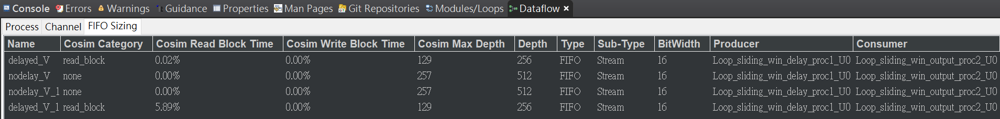 Console Errors Warnings Guidance Properties Man Pages Git Repositories Modules/Loops Dataflow
Process Channel FIFO Sizing
Name Cosim Category Cosim Read Block Time Cosim Write Block Time Cosim Max Depth Depth Type Sub-Type BitWidth Producer Consumer
delayed_V read_block 0.02% 0.00% 129 256 FIFO Stream 16 Loop_sliding_win_delay_proc1_U0 Loop_sliding_win_output_proc2_U0
nodelay_V none 0.00% 0.00% 257 512 FIFO Stream 16 Loop_sliding_win_delay_proc1_U0 Loop_sliding_win_output_proc2_U0
nodelay_V_1 none 0.00% 0.00% 257 512 FIFO Stream 16 Loop_sliding_win_delay_proc1_U0 Loop_sliding_win_output_proc2_U0
delayed_V_1 read_block 5.89% 0.00% 129 256 FIFO Stream 16 Loop_sliding_win_delay_proc1_U0 Loop_sliding_win_output_proc2_U0